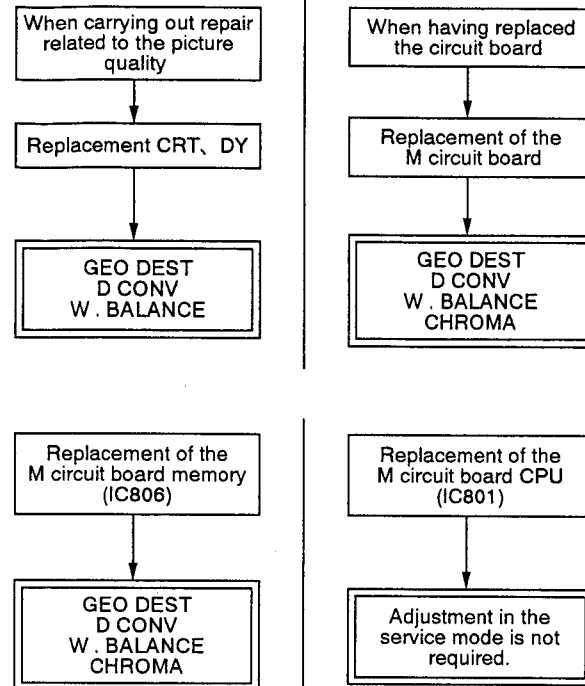 When carrying out repair
related to the picture
quality
Replacement CRT、DY
GEO DEST
D CONV
W . BALANCE
When having replaced
the circuit board
Replacement of the
M circuit board
GEO DEST
D CONV
W . BALANCE
CHROMA
Replacement of the
M circuit board memory
(IC806)
GEO DEST
D CONV
W . BALANCE
CHROMA
Replacement of the
M circuit board CPU
(IC801)
Adjustment in the
service mode is not
required.